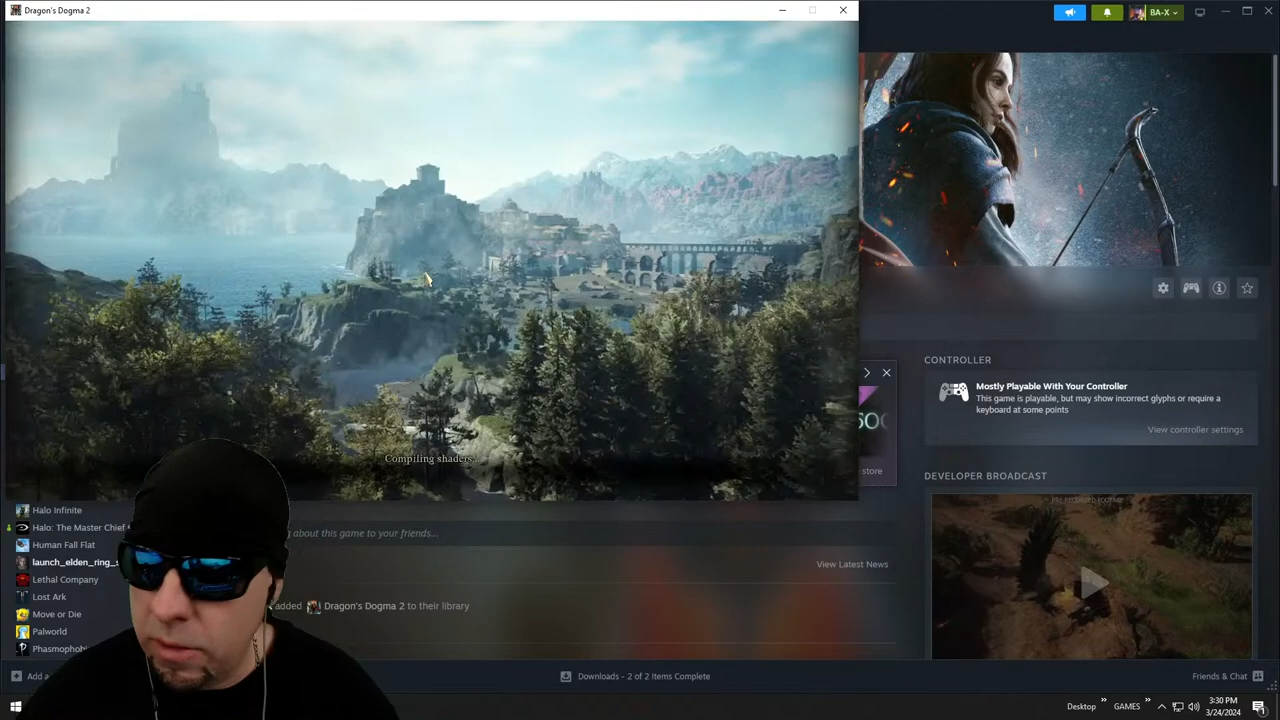 Dragon's Dogma 2
BA-X
Compiling shaders...
CONTROLLER
Mostly Playable With Your Controller
This game is playable, but may show incorrect glyphs or require a
keyboard at some points
View controller settings
store
DEVELOPER BROADCAST
Halo Infinite
Halo: The Master Chief
Human Fall Flat
launch_elden_ring_s
Lethal Company
Lost Ark
Move or Die
Palworld
Phasmophobi
about this game to your friends...
View Latest News
added Dragon's Dogma 2 to their library
Add a
Downloads - 2 of 2 Items Complete
Friends & Chat
Desktop
GAMES
3:30 PM
3/24/2024